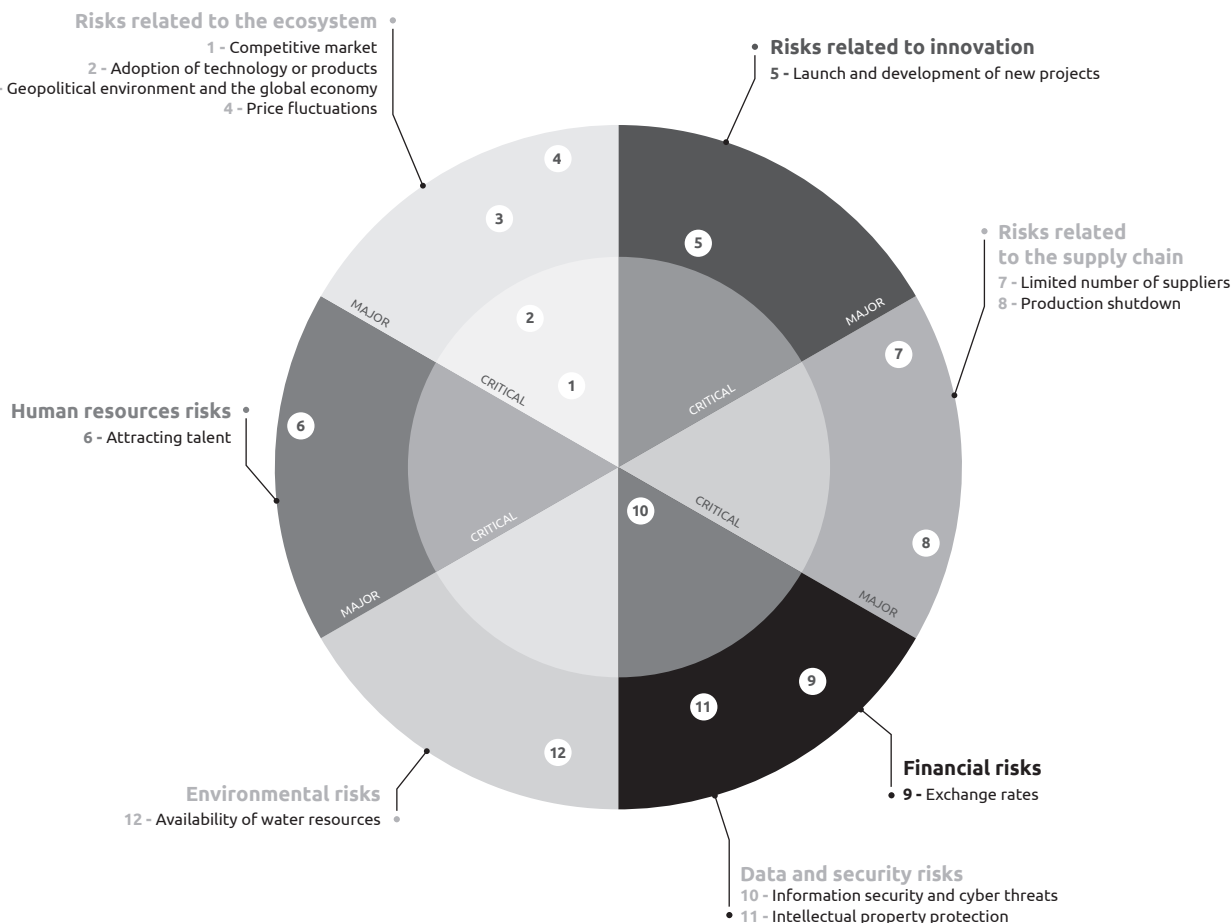 Risks related to the ecosystem
1 - Competitive market
2 - Adoption of technology or products
- Geopolitical environment and the global economy
4 - Price fluctuations
Risks related to innovation
5 - Launch and development of new projects
Risks related
to the supply chain
7 - Limited number of suppliers
8 - Production shutdown
Human resources risks
6 - Attracting talent
4
3
5
2
1
7
6
10
8
9
11
12
MAJOR
CRITICAL
MAJOR
CRITICAL
CRITICAL
MAJOR
CRITICAL
MAJOR
Financial risks
9 - Exchange rates
Environmental risks
12 - Availability of water resources
Data and security risks
10 - Information security and cyber threats
11 - Intellectual property protection